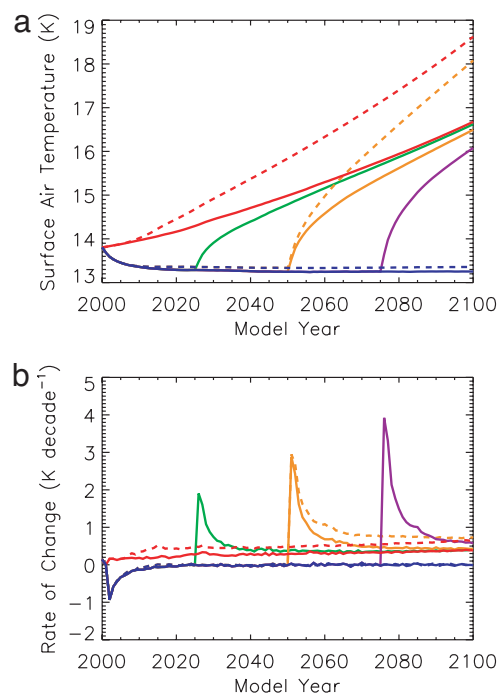 a
Surface Air Temperature (K)
19
18
17
16
15
14
13
2000 2020 2040 2060 2080 2100
Model Year
b
Rate of Change (K decade⁻¹)
5
4
3
2
1
0
-1
-2
2000 2020 2040 2060 2080 2100
Model Year